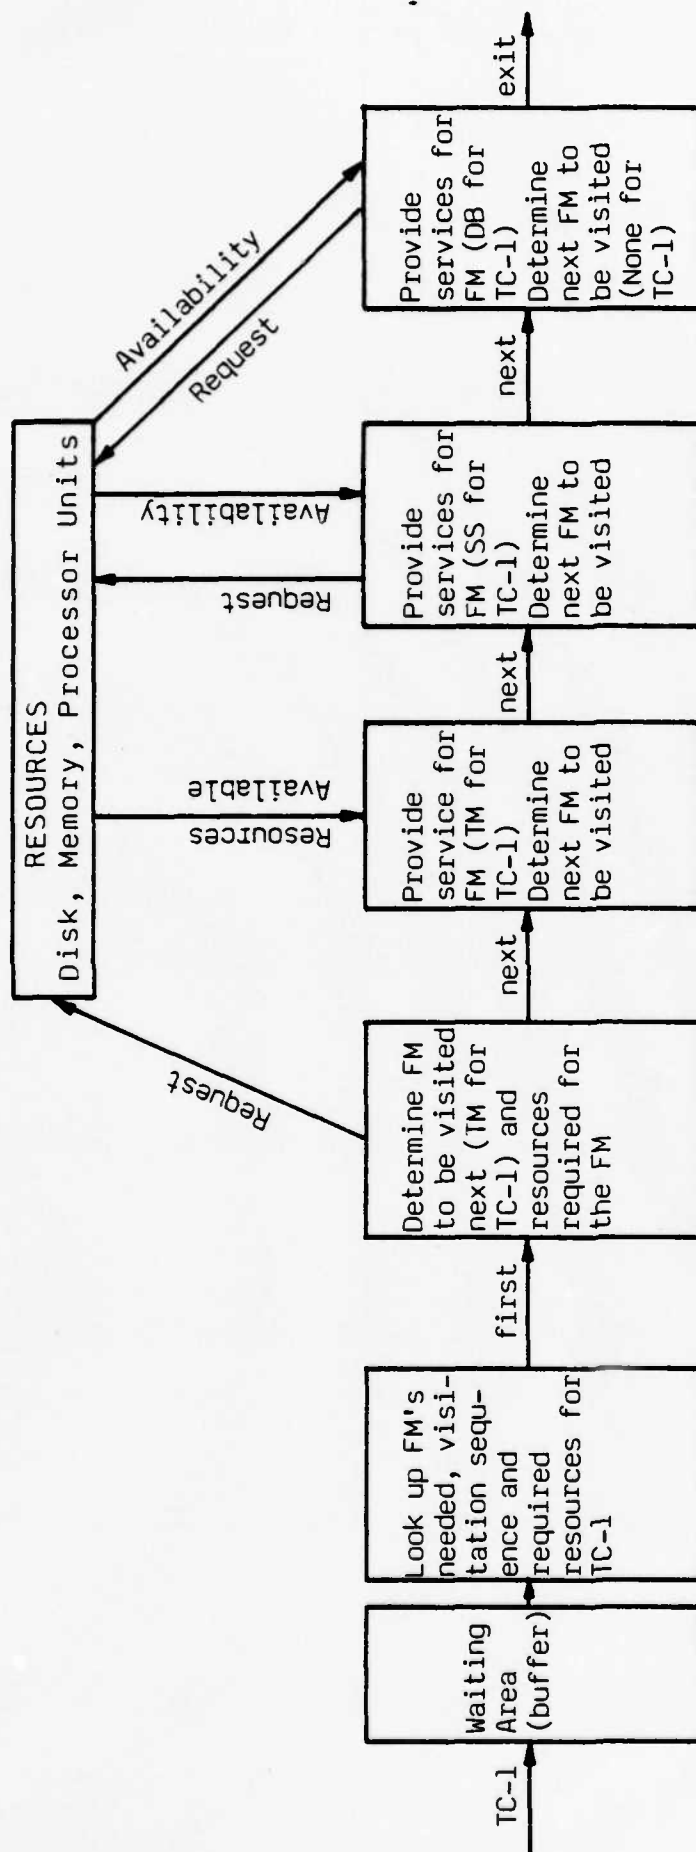 RESOURCES
Disk, Memory, Processor Units
Request
Resources
Available
Request
Availability
Request
Availability
TC-1
Waiting
Area
(buffer)
Look up FM's
needed, visi-
tation sequ-
ence and
required
resources for
TC-1
first
Determine FM
to be visited
next (TM for
TC-1) and
resources
required for
the FM
next
Provide
service for
FM (TM for
TC-1)
Determine
next FM to
be visited
next
Provide
services for
FM (SS for
TC-1)
Determine
next FM to
be visited
next
Provide
services for
FM (DB for
TC-1)
Determine
next FM to
be visited
(None for
TC-1)
exit